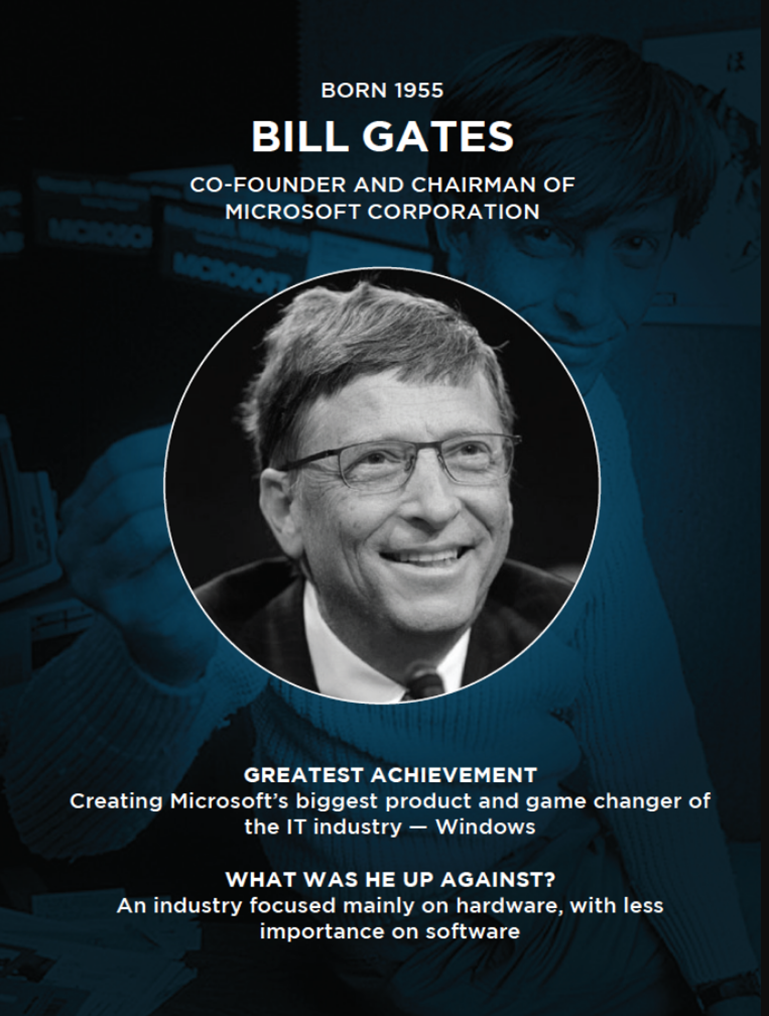 BORN 1955
BILL GATES
CO-FOUNDER AND CHAIRMAN OF
MICROSOFT CORPORATION
MICROSOFT
GREATEST ACHIEVEMENT
Creating Microsoft’s biggest product and game changer of
the IT industry — Windows
WHAT WAS HE UP AGAINST?
An industry focused mainly on hardware, with less
importance on software